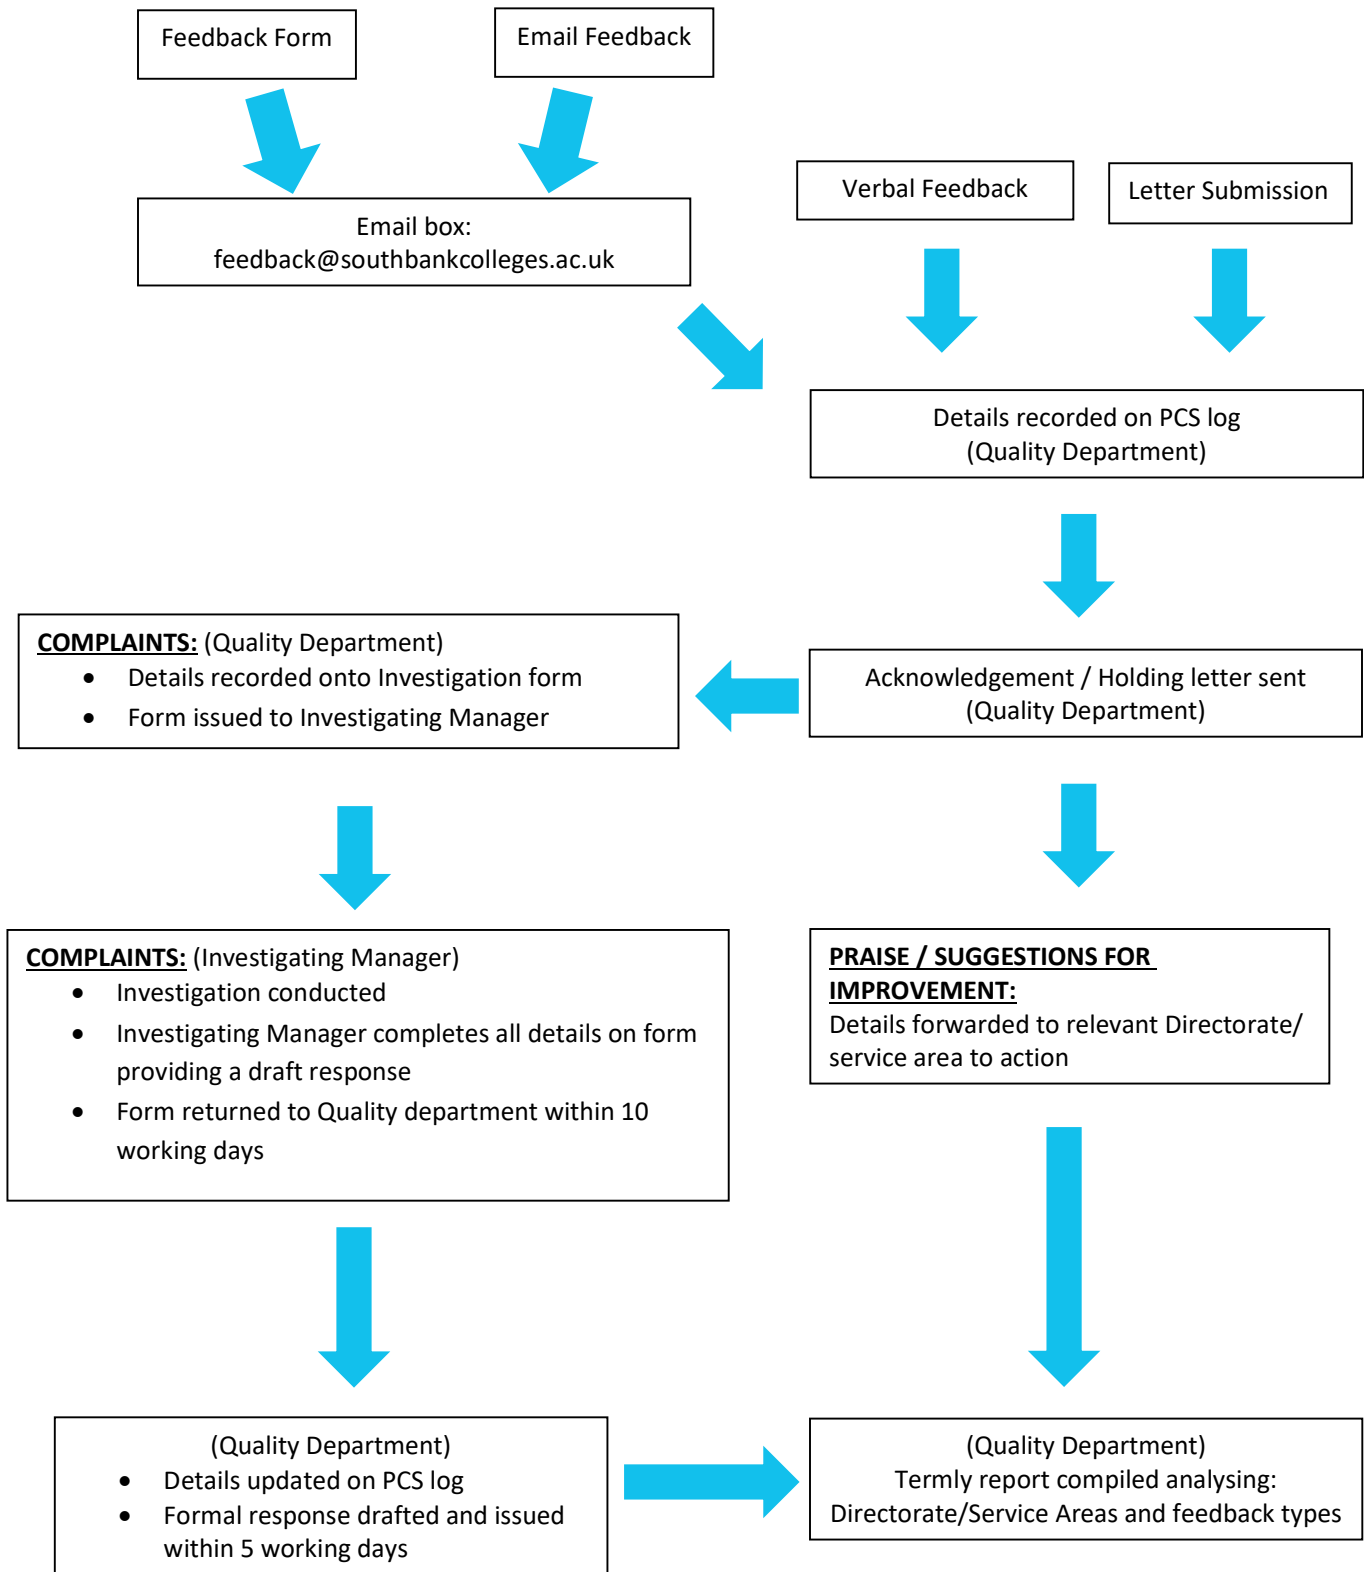 Feedback Form
Email Feedback
Verbal Feedback
Letter Submission
Email box:
feedback@southbankcolleges.ac.uk
Details recorded on PCS log
(Quality Department)
COMPLAINTS: (Quality Department)
• Details recorded onto Investigation form
• Form issued to Investigating Manager
Acknowledgement / Holding letter sent
(Quality Department)
COMPLAINTS: (Investigating Manager)
• Investigation conducted
• Investigating Manager completes all details on form
providing a draft response
• Form returned to Quality department within 10
working days
PRAISE / SUGGESTIONS FOR
IMPROVEMENT:
Details forwarded to relevant Directorate/
service area to action
(Quality Department)
• Details updated on PCS log
• Formal response drafted and issued
within 5 working days
(Quality Department)
Termly report compiled analysing:
Directorate/Service Areas and feedback types